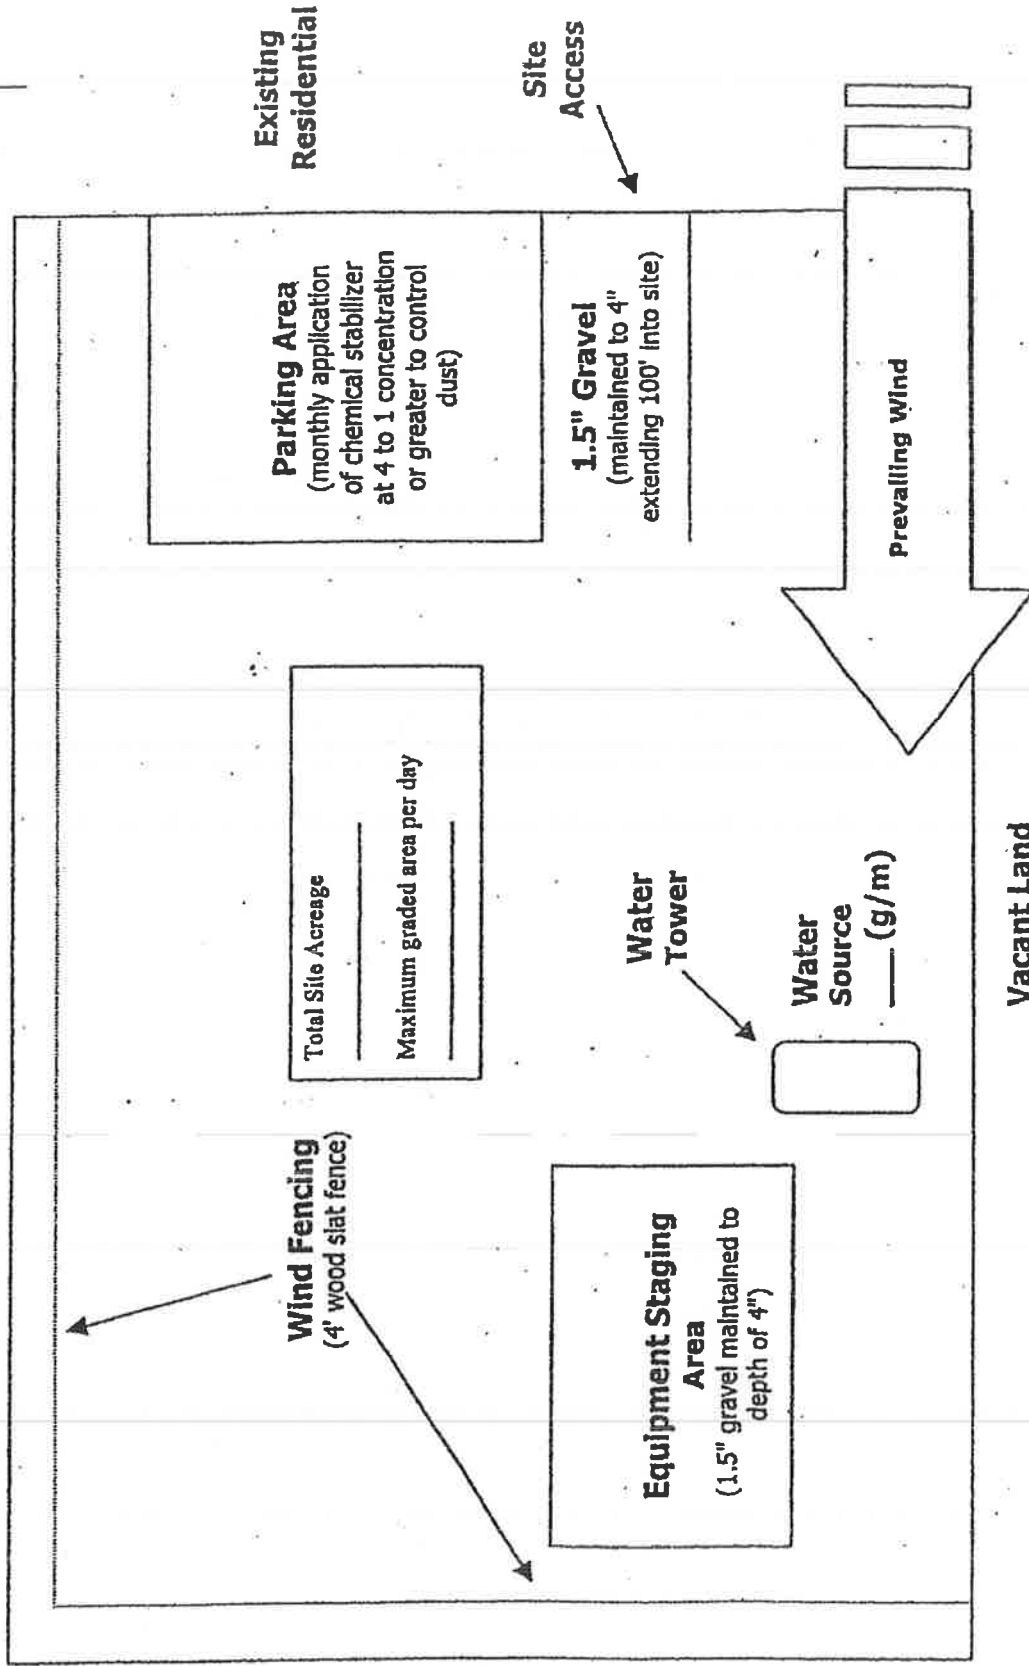 Existing
Residential
Site
Access
Parking Area
(monthly application
of chemical stabilizer
at 4 to 1 concentration
or greater to control
dust)
1.5" Gravel
(maintained to 4"
extending 100' into site)
Prevailing Wind
Total Site Acreage
Maximum graded area per day
Wind Fencing
(4' wood slat fence)
Water
Tower
Water
Source
____ (g/m)
Equipment Staging
Area
(1.5" gravel maintained to
depth of 4")
Vacant Land